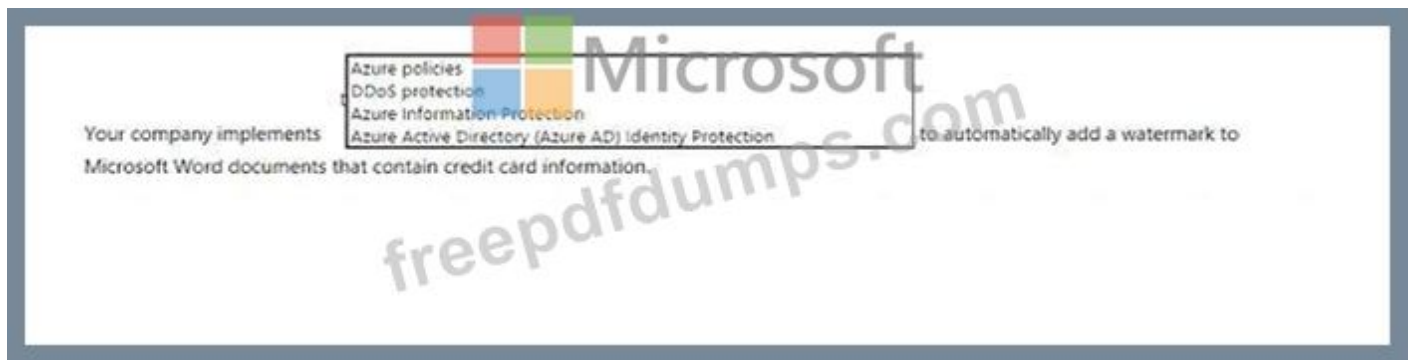 Microsoft
Azure policies
DDoS protection
Azure Information Protection
Azure Active Directory (Azure AD) Identity Protection
Your company implements to automatically add a watermark to
Microsoft Word documents that contain credit card information.
freepdfdumps.com